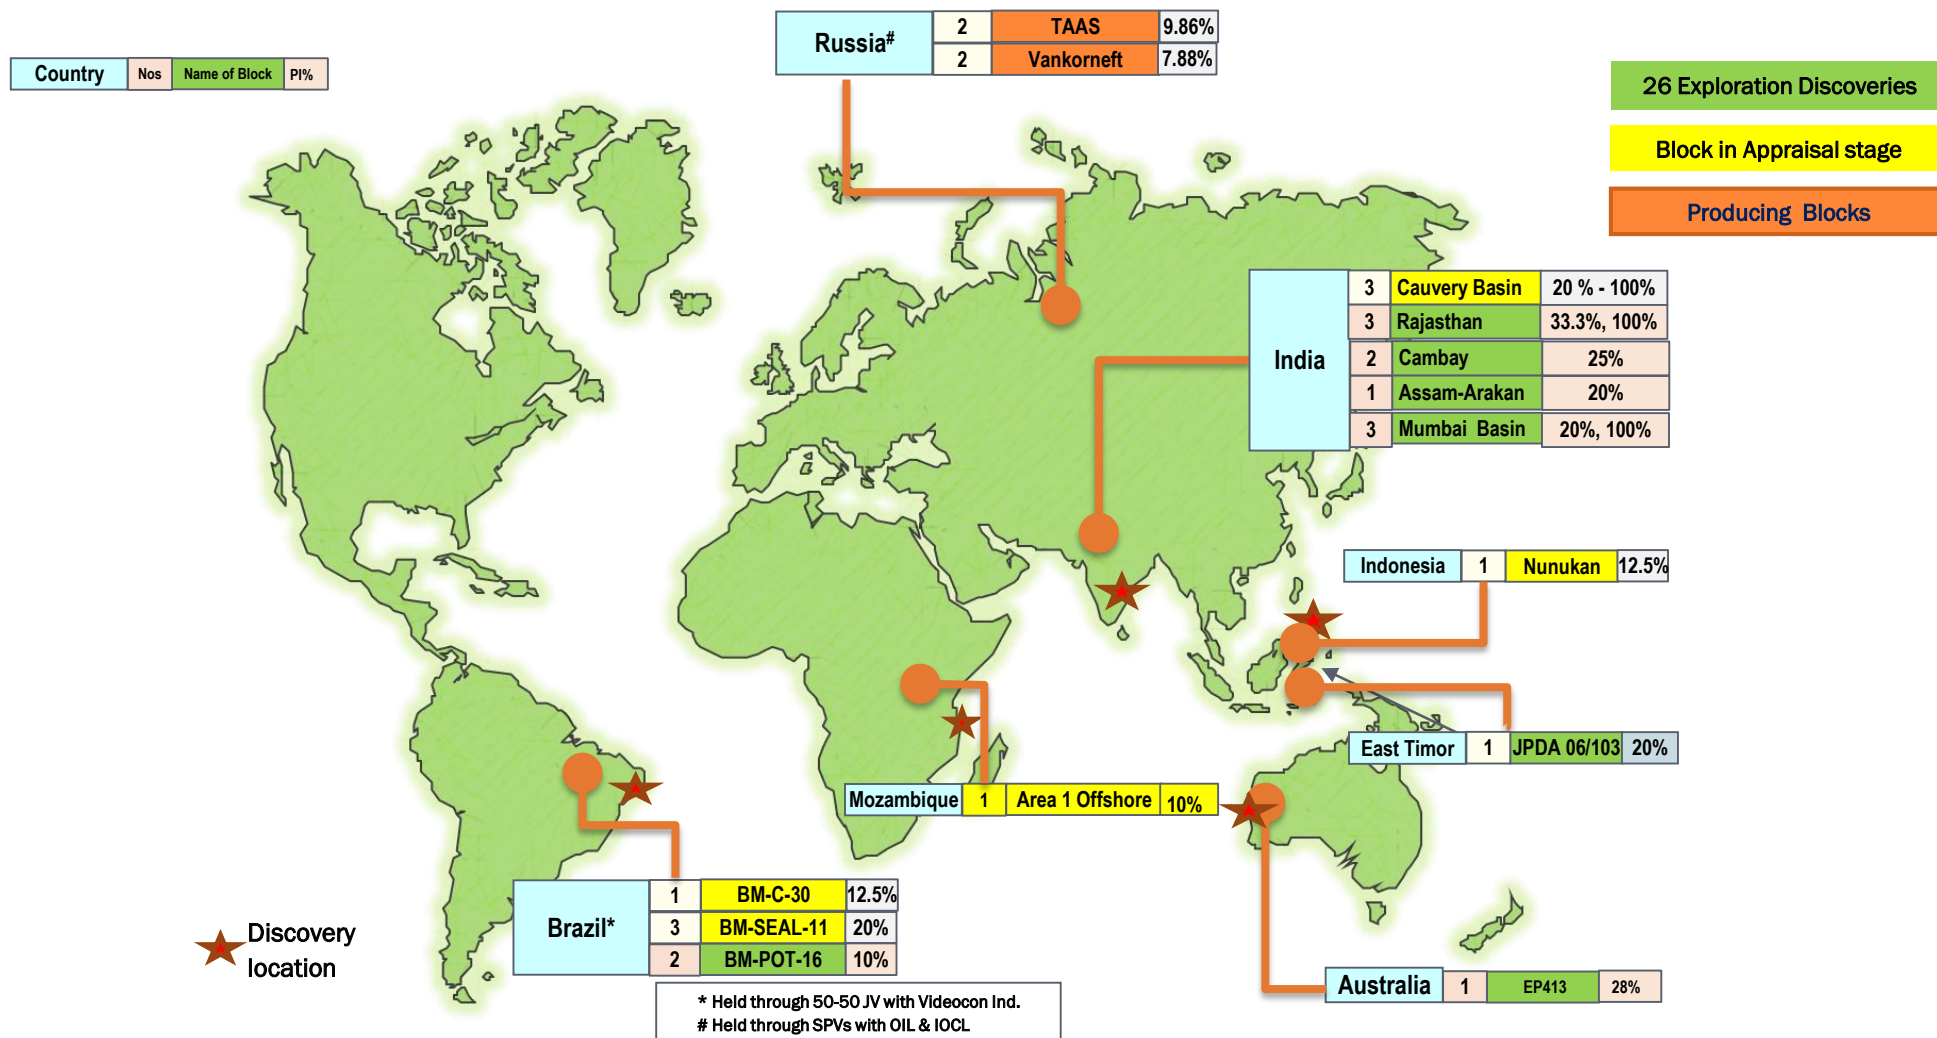 Russia# 2 TAAS 9.86%
2 Vankorneft 7.88%
Country Nos Name of Block PI%
26 Exploration Discoveries
Block in Appraisal stage
Producing Blocks
India 3 Cauvery Basin 20 % - 100%
3 Rajasthan 33.3%, 100%
2 Cambay 25%
1 Assam-Arakan 20%
3 Mumbai Basin 20%, 100%
Indonesia 1 Nunukan 12.5%
East Timor 1 JPDA 06/103 20%
Mozambique 1 Area 1 Offshore 10%
Brazil* 1 BM-C-30 12.5%
3 BM-SEAL-11 20%
2 BM-POT-16 10%
Discovery
location
Australia 1 EP413 28%
* Held through 50-50 JV with Videocon Ind.
# Held through SPVs with OIL & IOCL